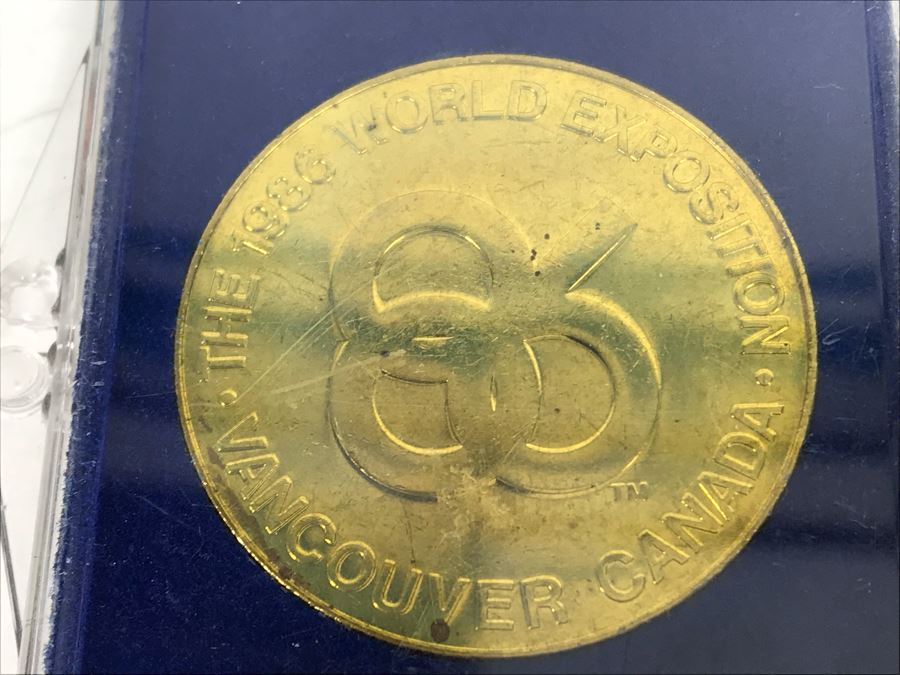 · THE 1986 WORLD EXPOSITION ·
86
TM
VANCOUVER CANADA